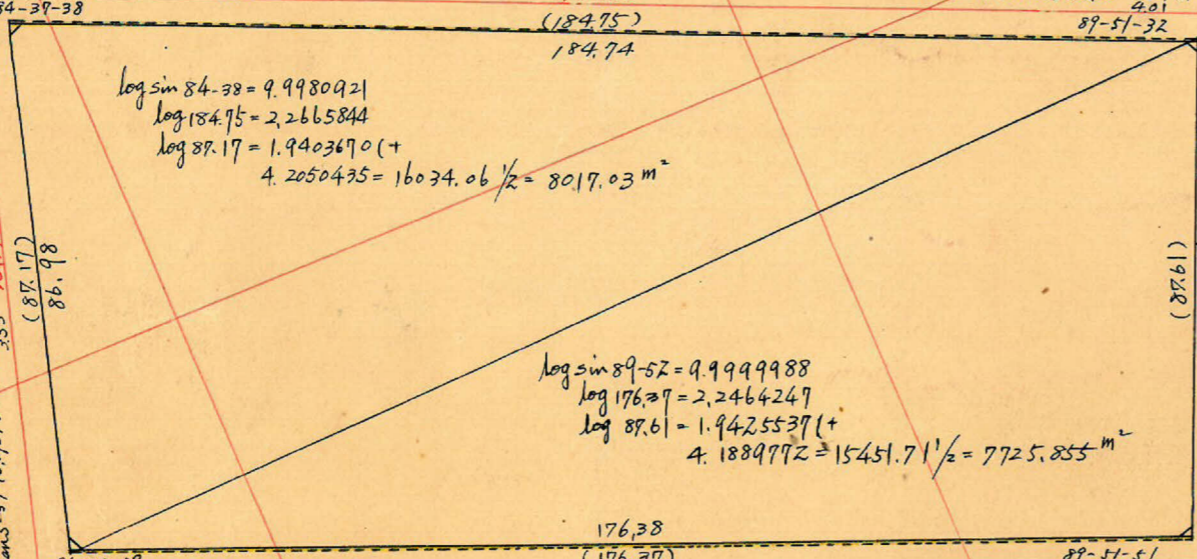 84-37-38
401
89-51-32
(184.75)
184.74
log sin 84-38 = 9.9980921
log 184.75 = 2,2665844
log 87.17 = 1.9403670 (+
4.2050435 = 16034.06 1/2 = 8017.03 m²
(87.17)
86.98
(87.61)
log sin 89-52 = 9.9999988
log 176,37 = 2,2464247
log 87.61 = 1.9425537 (+
4.1889772 = 15451.71 1/2 = 7725.855 m²
176,38
(176.37)
89-51-51